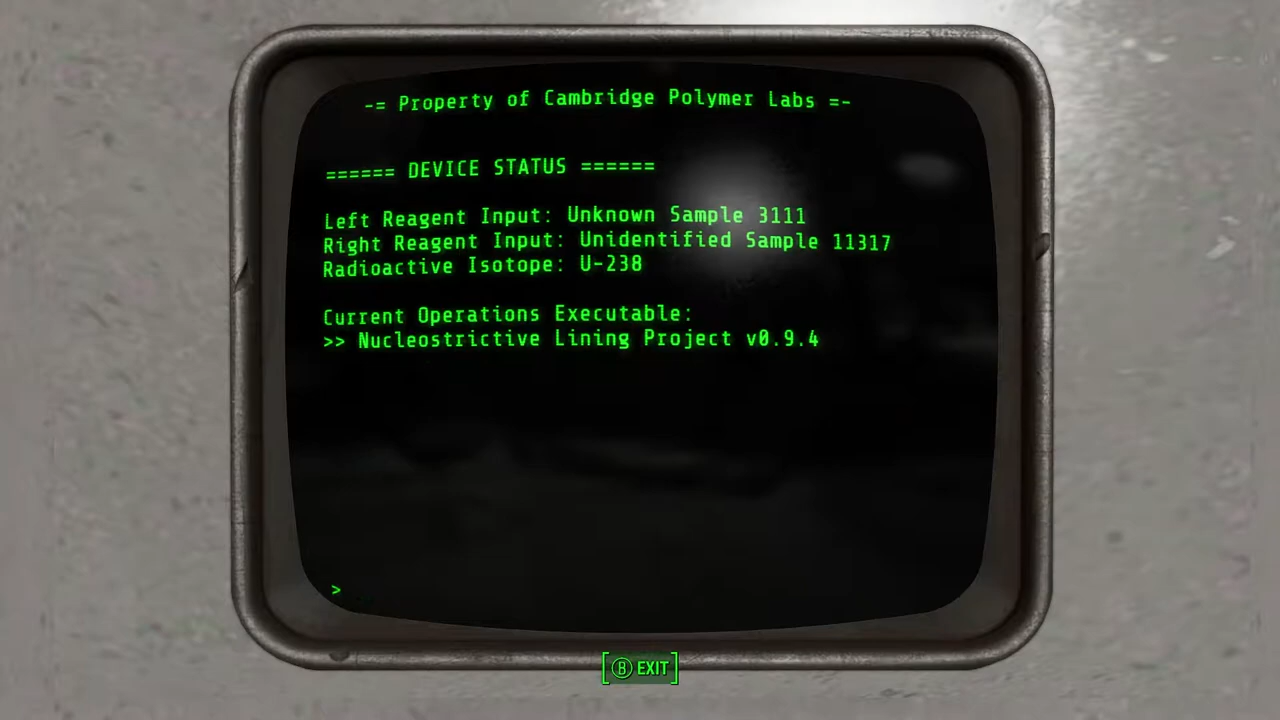 -= Property of Cambridge Polymer Labs =-
====== DEVICE STATUS ======
Left Reagent Input: Unknown Sample 3111
Right Reagent Input: Unidentified Sample 11317
Radioactive Isotope: U-238
Current Operations Executable:
>> Nucleostrictive Lining Project v0.9.4
>
[Ⓑ EXIT]